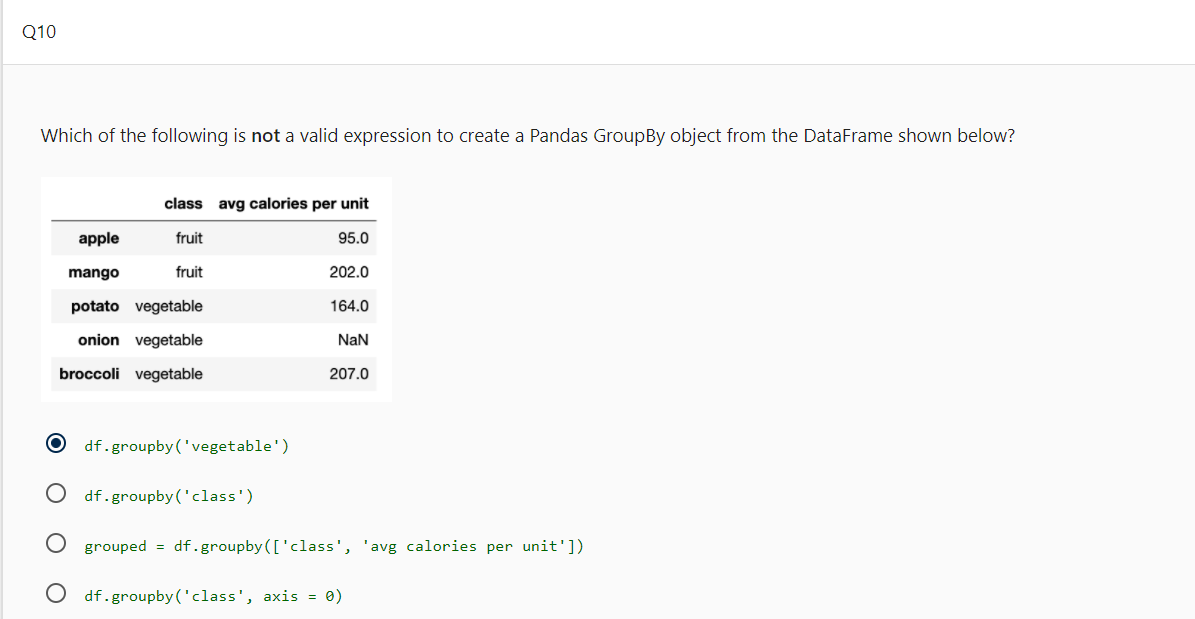 Q10
Which of the following is not a valid expression to create a Pandas GroupBy object from the DataFrame shown below?
class avg calories per unit
apple fruit 95.0
mango fruit 202.0
potato vegetable 164.0
onion vegetable NaN
broccoli vegetable 207.0
df.groupby('vegetable')
df.groupby('class')
grouped = df.groupby(['class', 'avg calories per unit'])
df.groupby('class', axis = 0)